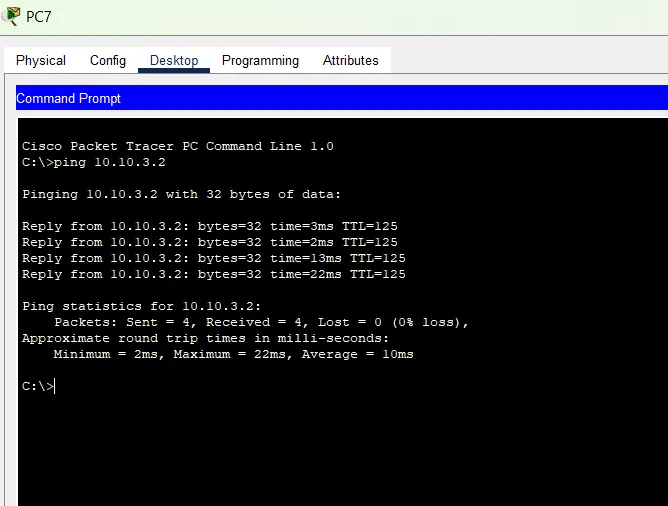 PC7
Physical Config Desktop Programming Attributes
Command Prompt
Cisco Packet Tracer PC Command Line 1.0
C:\>ping 10.10.3.2
Pinging 10.10.3.2 with 32 bytes of data:
Reply from 10.10.3.2: bytes=32 time=3ms TTL=125
Reply from 10.10.3.2: bytes=32 time=2ms TTL=125
Reply from 10.10.3.2: bytes=32 time=13ms TTL=125
Reply from 10.10.3.2: bytes=32 time=22ms TTL=125
Ping statistics for 10.10.3.2:
Packets: Sent = 4, Received = 4, Lost = 0 (0% loss),
Approximate round trip times in milli-seconds:
Minimum = 2ms, Maximum = 22ms, Average = 10ms
C:\>